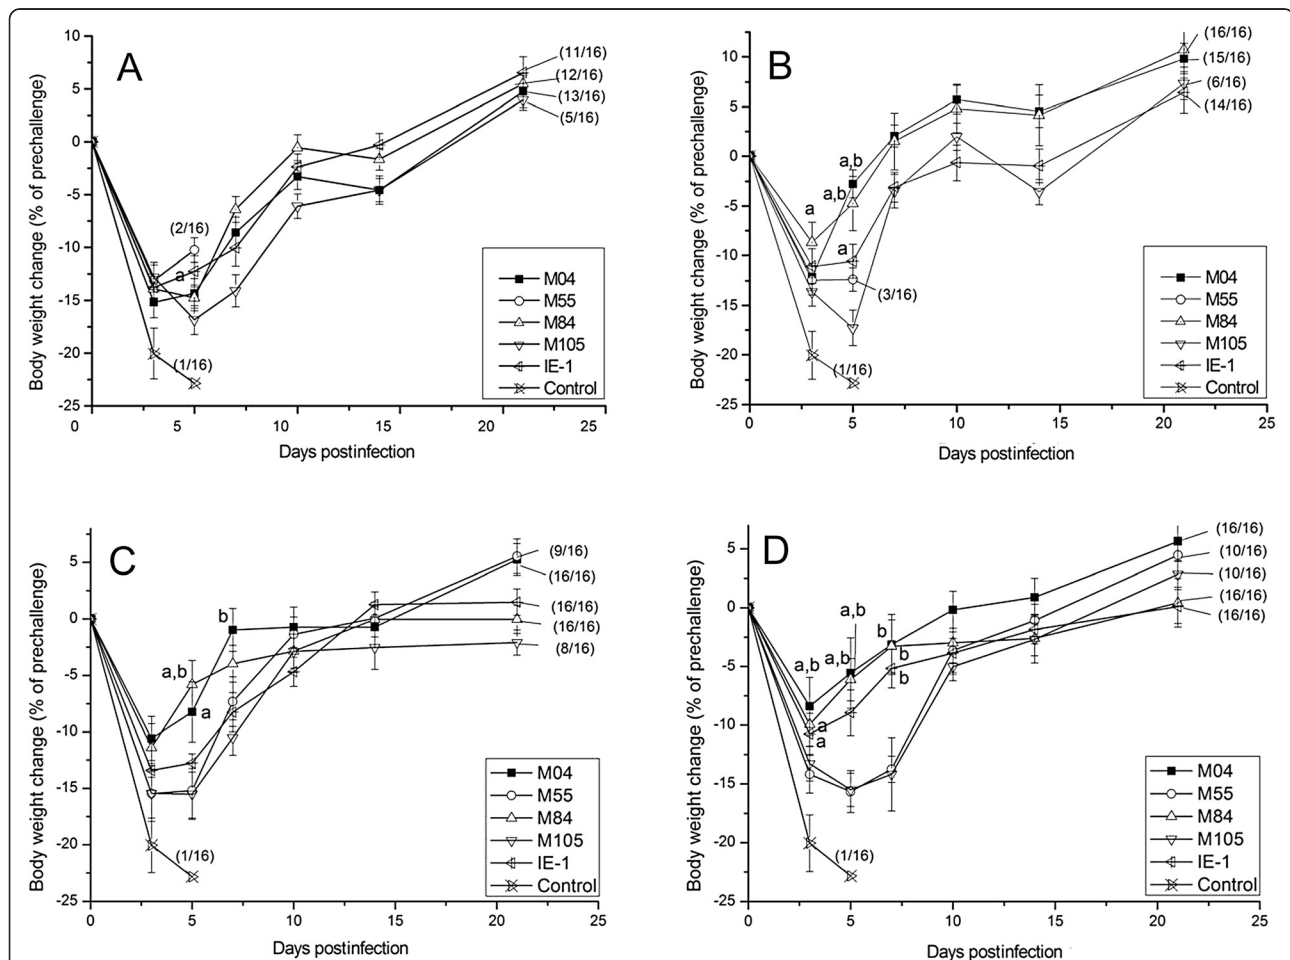 A
Body weight change (% of prechallenge)
10
5
0
-5
-10
-15
-20
-25
0
5
10
15
20
25
Days postinfection
(11/16)
(12/16)
(13/16)
(5/16)
(2/16)
a
(1/16)
M04
M55
M84
M105
IE-1
Control
B
Body weight change (% of prechallenge)
10
5
0
-5
-10
-15
-20
-25
0
5
10
15
20
25
Days postinfection
(16/16)
(15/16)
(6/16)
(14/16)
a,b
a,b
a
a
(3/16)
(1/16)
M04
M55
M84
M105
IE-1
Control
C
Body weight change (% of prechallenge)
5
0
-5
-10
-15
-20
-25
0
5
10
15
20
25
Days postinfection
(9/16)
(16/16)
(16/16)
(16/16)
(8/16)
b
a,b
a
(1/16)
M04
M55
M84
M105
IE-1
Control
D
Body weight change (% of prechallenge)
5
0
-5
-10
-15
-20
-25
0
5
10
15
20
25
Days postinfection
(16/16)
(10/16)
(10/16)
(16/16)
(16/16)
a,b
a,b
a,b
b
b
b
a
a
(1/16)
M04
M55
M84
M105
IE-1
Control